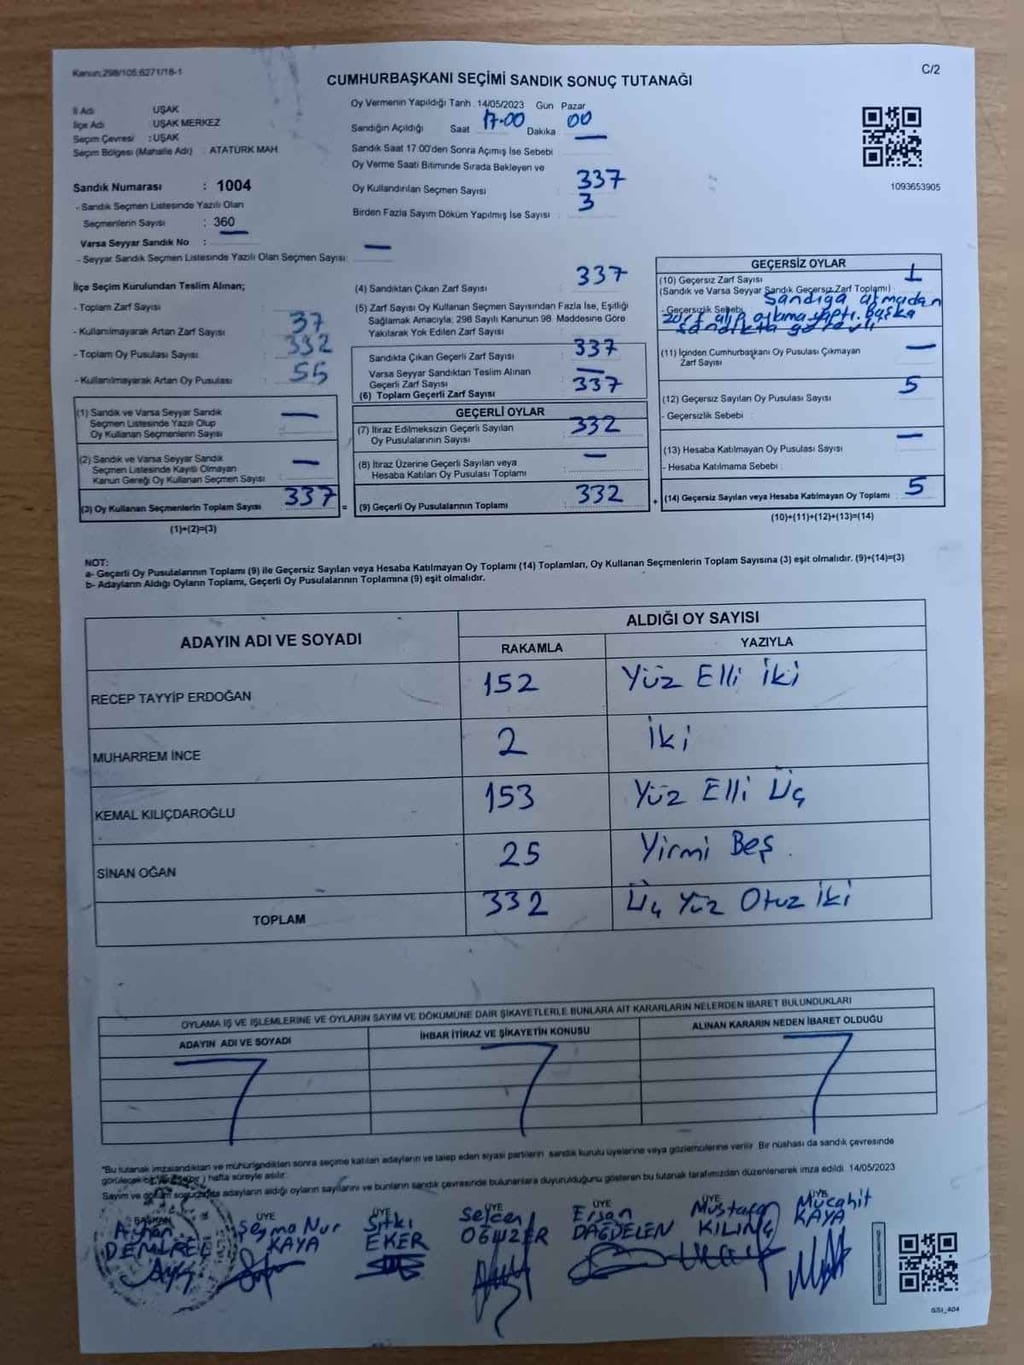 Kanun:298/105;6271/18-1
C/2
CUMHURBAŞKANI SEÇİMİ SANDIK SONUÇ TUTANAĞI
İl Adı UŞAK
İlçe Adı UŞAK MERKEZ
Seçim Çevresi : UŞAK
Seçim Bölgesi (Mahalle Adı) : ATATÜRK MAH
Sandık Numarası : 1004
- Sandık Seçmen Listesinde Yazılı Olan
Seçmenlerin Sayısı : 360
Varsa Seyyar Sandık No :
- Seyyar Sandık Seçmen Listesinde Yazılı Olan Seçmen Sayısı: —
Oy Vermenin Yapıldığı Tarih 14/05/2023 Gün Pazar
Sandığın Açıldığı Saat 17.00 Dakika 00
Sandık Saat 17:00'den Sonra Açılmış İse Sebebi —
Oy Verme Saati Bitiminde Sırada Bekleyen ve
Oy Kullandırılan Seçmen Sayısı 337
Birden Fazla Sayım Döküm Yapılmış İse Sayısı 3
1093653905
İlçe Seçim Kurulundan Teslim Alınan;
- Toplam Zarf Sayısı
- Kullanılmayarak Artan Zarf Sayısı 37
- Toplam Oy Pusulası Sayısı 332
- Kullanılmayarak Artan Oy Pusulası 55
(1) Sandık ve Varsa Seyyar Sandık
Seçmen Listesinde Yazılı Olup
Oy Kullanan Seçmenlerin Sayısı —
(2) Sandık ve Varsa Seyyar Sandık
Seçmen Listesinde Kayıtlı Olmayan
Kanun Gereği Oy Kullanan Seçmen Sayısı —
(3) Oy Kullanan Seçmenlerin Toplam Sayısı 337
(1)+(2)=(3)
(4) Sandıktan Çıkan Zarf Sayısı 337
(5) Zarf Sayısı Oy Kullanan Seçmen Sayısından Fazla İse, Eşitliği
Sağlamak Amacıyla, 298 Sayılı Kanunun 98. Maddesine Göre
Yakılarak Yok Edilen Zarf Sayısı
Sandıkta Çıkan Geçerli Zarf Sayısı 337
Varsa Seyyar Sandıktan Teslim Alınan
Geçerli Zarf Sayısı —
(6) Toplam Geçerli Zarf Sayısı 337
GEÇERLİ OYLAR
(7) İtiraz Edilmeksizin Geçerli Sayılan
Oy Pusulalarının Sayısı 332
(8) İtiraz Üzerine Geçerli Sayılan veya
Hesaba Katılan Oy Pusulası Toplamı —
= (9) Geçerli Oy Pusulalarının Toplamı 332 +
GEÇERSİZ OYLAR
(10) Geçersiz Zarf Sayısı 1
(Sandık ve Varsa Seyyar Sandık Geçersiz Zarf Toplamı)
- Geçersizlik Sebebi Sandığa atmadan
zarf alıp oylama yaptı. Başka
sandıkta görevli
(11) İçinden Cumhurbaşkanı Oy Pusulası Çıkmayan
Zarf Sayısı —
(12) Geçersiz Sayılan Oy Pusulası Sayısı 5
- Geçersizlik Sebebi
(13) Hesaba Katılmayan Oy Pusulası Sayısı —
- Hesaba Katılmama Sebebi
(14) Geçersiz Sayılan veya Hesaba Katılmayan Oy Toplamı 5
(10)+(11)+(12)+(13)=(14)
NOT:
a- Geçerli Oy Pusulalarının Toplamı (9) ile Geçersiz Sayılan veya Hesaba Katılmayan Oy Toplamı (14) Toplamları, Oy Kullanan Seçmenlerin Toplam Sayısına (3) eşit olmalıdır. (9)+(14)=(3)
b- Adayların Aldığı Oyların Toplamı, Geçerli Oy Pusulalarının Toplamına (9) eşit olmalıdır.
ADAYIN ADI VE SOYADI
ALDIĞI OY SAYISI
RAKAMLA YAZIYLA
RECEP TAYYİP ERDOĞAN 152 Yüz Elli İki
MUHARREM İNCE 2 İki
KEMAL KILIÇDAROĞLU 153 Yüz Elli Üç
SİNAN OĞAN 25 Yirmi Beş.
TOPLAM 332 Üç Yüz Otuz İki
OYLAMA İŞ VE İŞLEMLERİNE VE OYLARIN SAYIM VE DÖKÜMÜNE DAİR ŞİKAYETLERLE BUNLARA AİT KARARLARIN NELERDEN İBARET BULUNDUKLARI
ADAYIN ADI VE SOYADI İHBAR İTİRAZ VE ŞİKAYETİN KONUSU ALINAN KARARIN NEDEN İBARET OLDUĞU
"Bu tutanak imzalandıktan ve mühürlendikten sonra seçime katılan adayların ve talep eden siyasi partilerin sandık kurulu üyelerine veya gözlemcilerine verilir. Bir nüshası da sandık çevresinde
hafta süreyle asılır.
Sayım ve döküm sonucunda adayların aldığı oyların sayılarını ve bunların sandık çevresinde bulunanlara duyurulduğunu gösteren bu tutanak tarafımızdan düzenlenerek imza edildi. 14/05/2023
BAŞKAN ÜYE ÜYE ÜYE ÜYE ÜYE ÜYE
Ayhan DEMİREL
Şeyma Nur KAYA
Sıtkı EKER
Selcen OĞUZER
Ersan DAĞDELEN
Mustafa KILINÇ
Mücahit KAYA
GSI_404